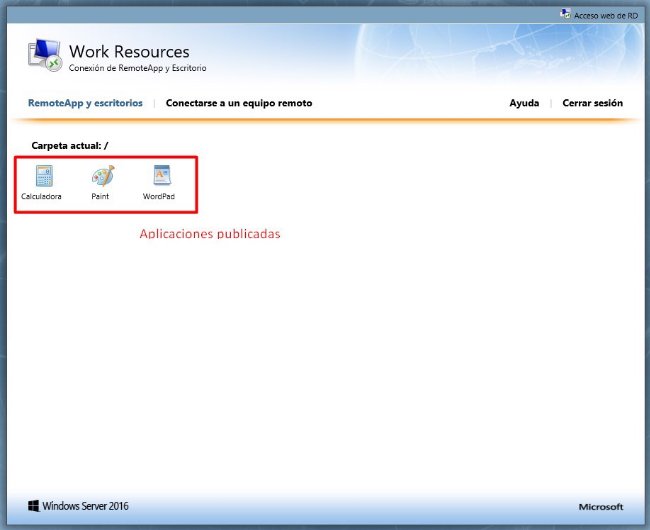 Acceso web de RD
Work Resources
Conexión de RemoteApp y Escritorio
RemoteApp y escritorios | Conectarse a un equipo remoto Ayuda | Cerrar sesión
Carpeta actual: /
Calculadora Paint WordPad
Aplicaciones publicadas
Windows Server 2016 Microsoft